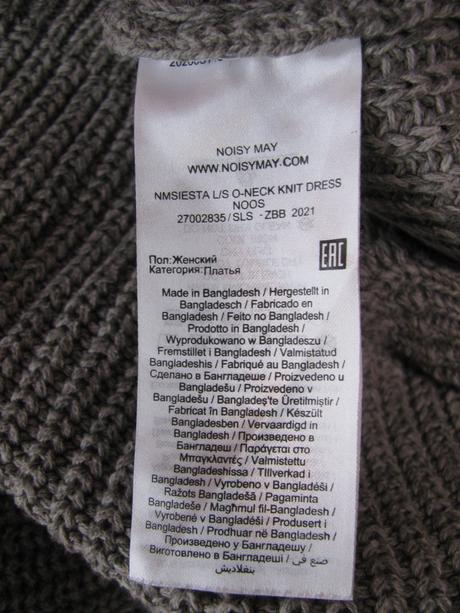 NOISY MAY
WWW.NOISYMAY.COM
NMSIESTA L/S O-NECK KNIT DRESS
NOOS
27002835/SLS -ZBB 2021
EAC
Пол:Женский
Категория:Платья
Made in Bangladesh / Hergestellt in
Bangladesch / Fabricado en
Bangladesh / Feito no Bangladesh /
Prodotto in Bangladesh /
Wyprodukowano w Bangladeszu /
Fremstillet i Bangladesh / Valmistatud
Bangladeshis / Fabriqué au Bangladesh /
Сделано в Бангладеше / Proizvedeno u
Bangladešu / Proizvedeno v
Bangladešu / Bangladeş'te Üretilmiştir /
Fabricat în Bangladesh / Készült
Bangladesben / Vervaardigd in
Bangladesh / Произведено в
Бангладеш / Παράγεται στο
Μπαγκλαντές / Valmistettu
Bangladeshissa / Tillverkad i
Bangladesh / Vyrobeno v Bangladéši /
Ražots Bangladešā / Pagaminta
Bangladeše / Magħmul fil-Bangladesh /
Vyrobené v Bangladéši / Produsert i
Bangladesh / Prodhuar në Bangladesh /
Произведено у Бангладешу /
Виготовлено в Бангладеш / صنع في
بنغلاديش